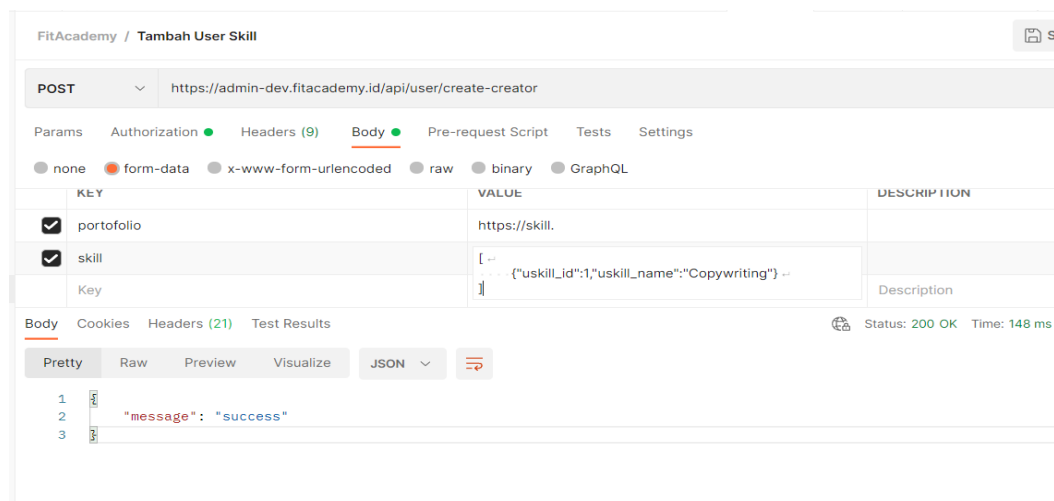 FitAcademy / Tambah User Skill
POST https://admin-dev.fitacademy.id/api/user/create-creator
Params Authorization Headers (9) Body Pre-request Script Tests Settings
none form-data x-www-form-urlencoded raw binary GraphQL
KEY VALUE DESCRIPTION
portofolio https://skill.
skill [
{"uskill_id":1,"uskill_name":"Copywriting"}
]
Key Description
Body Cookies Headers (21) Test Results Status: 200 OK Time: 148 ms
Pretty Raw Preview Visualize JSON
1 {
2 "message": "success"
3 }